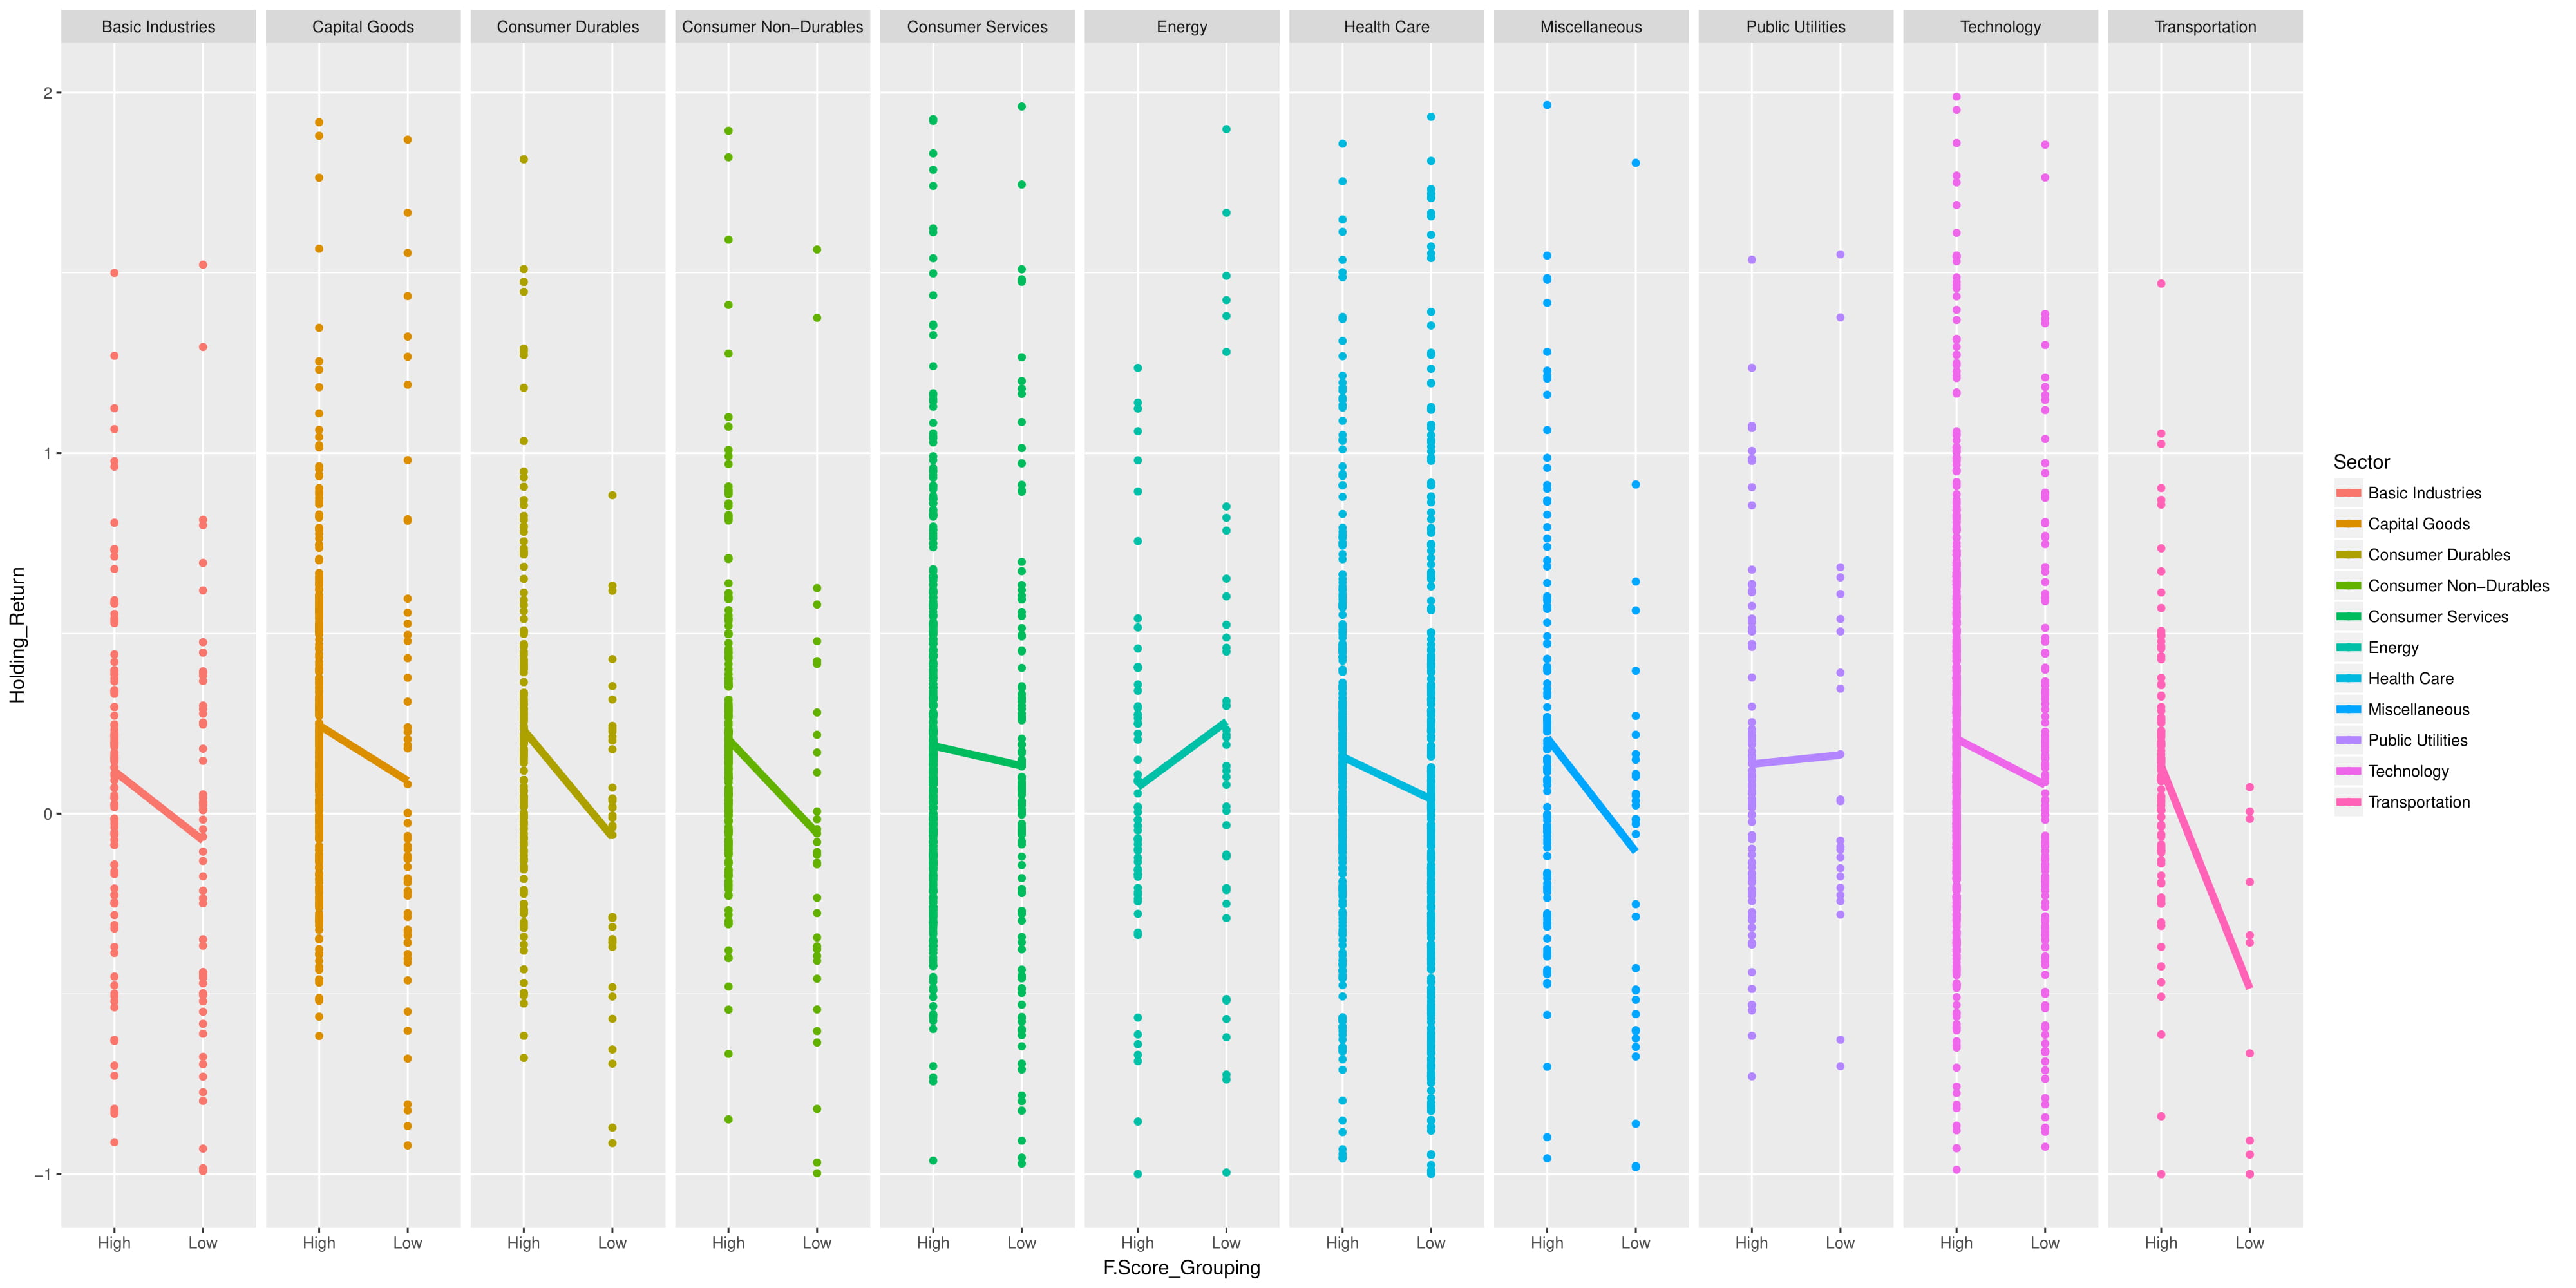 Basic Industries
Capital Goods
Consumer Durables
Consumer Non−Durables
Consumer Services
Energy
Health Care
Miscellaneous
Public Utilities
Technology
Transportation
2
1
0
−1
Holding_Return
High Low
High Low
High Low
High Low
High Low
High Low
High Low
High Low
High Low
High Low
High Low
F.Score_Grouping
Sector
Basic Industries
Capital Goods
Consumer Durables
Consumer Non−Durables
Consumer Services
Energy
Health Care
Miscellaneous
Public Utilities
Technology
Transportation